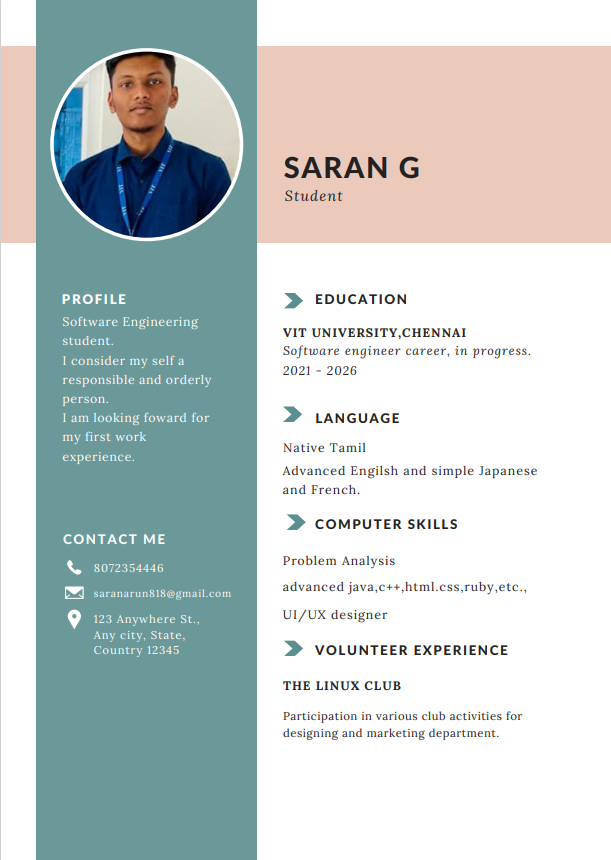 SARAN G
Student
PROFILE
Software Engineering
student.
I consider my self a
responsible and orderly
person.
I am looking foward for
my first work
experience.
CONTACT ME
8072354446
saranarun818@gmail.com
123 Anywhere St.,
Any city, State,
Country 12345
EDUCATION
VIT UNIVERSITY,CHENNAI
Software engineer career, in progress.
2021 - 2026
LANGUAGE
Native Tamil
Advanced Engilsh and simple Japanese
and French.
COMPUTER SKILLS
Problem Analysis
advanced java,c++,html.css,ruby,etc.,
UI/UX designer
VOLUNTEER EXPERIENCE
THE LINUX CLUB
Participation in various club activities for
designing and marketing department.